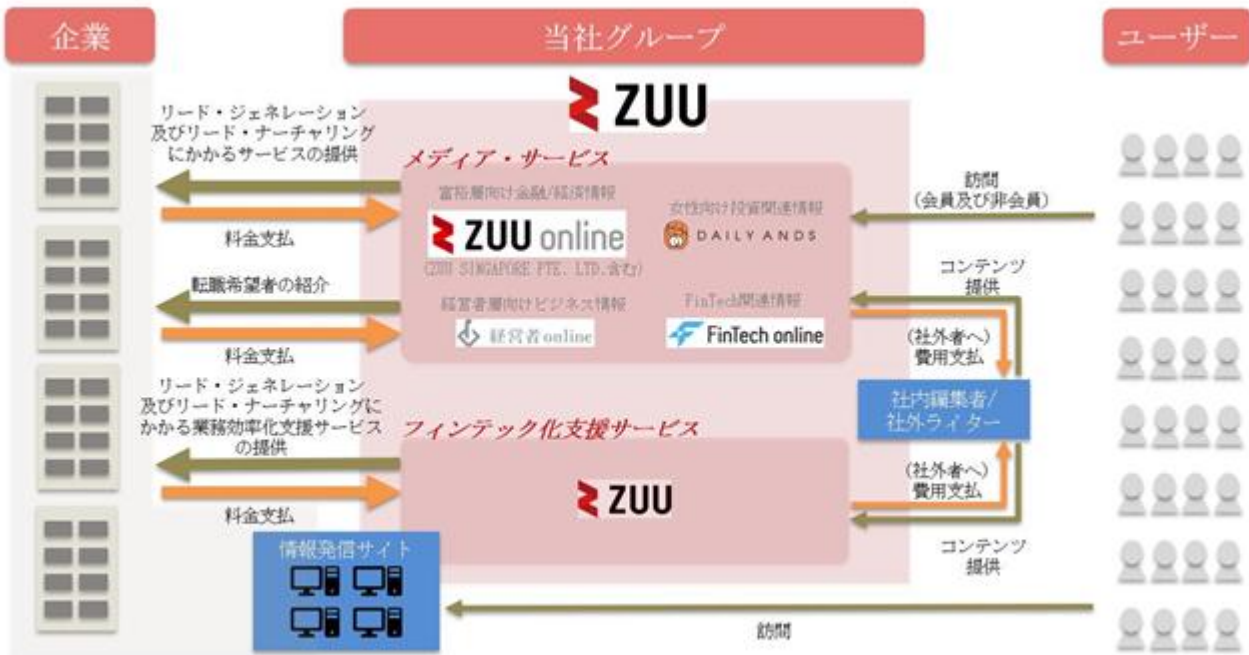 企業
当社グループ
ユーザー
ZUU
リード・ジェネレーション
及びリード・ナーチャリング
にかかるサービスの提供
料金支払
転職希望者の紹介
料金支払
リード・ジェネレーション
及びリード・ナーチャリングに
かかる業務効率化支援サービス
の提供
料金支払
メディア・サービス
富裕層向け金融/経済情報
ZUU online
(ZUU SINGAPORE PTE. LTD.含む)
女性向け投資関連情報
DAILY ANDS
経営者層向けビジネス情報
経営者online
FinTech関連情報
FinTech online
フィンテック化支援サービス
ZUU
訪問
(会員及び非会員)
コンテンツ
提供
(社外者へ)
費用支払
社内編集者/
社外ライター
(社外者へ)
費用支払
コンテンツ
提供
情報発信サイト
訪問